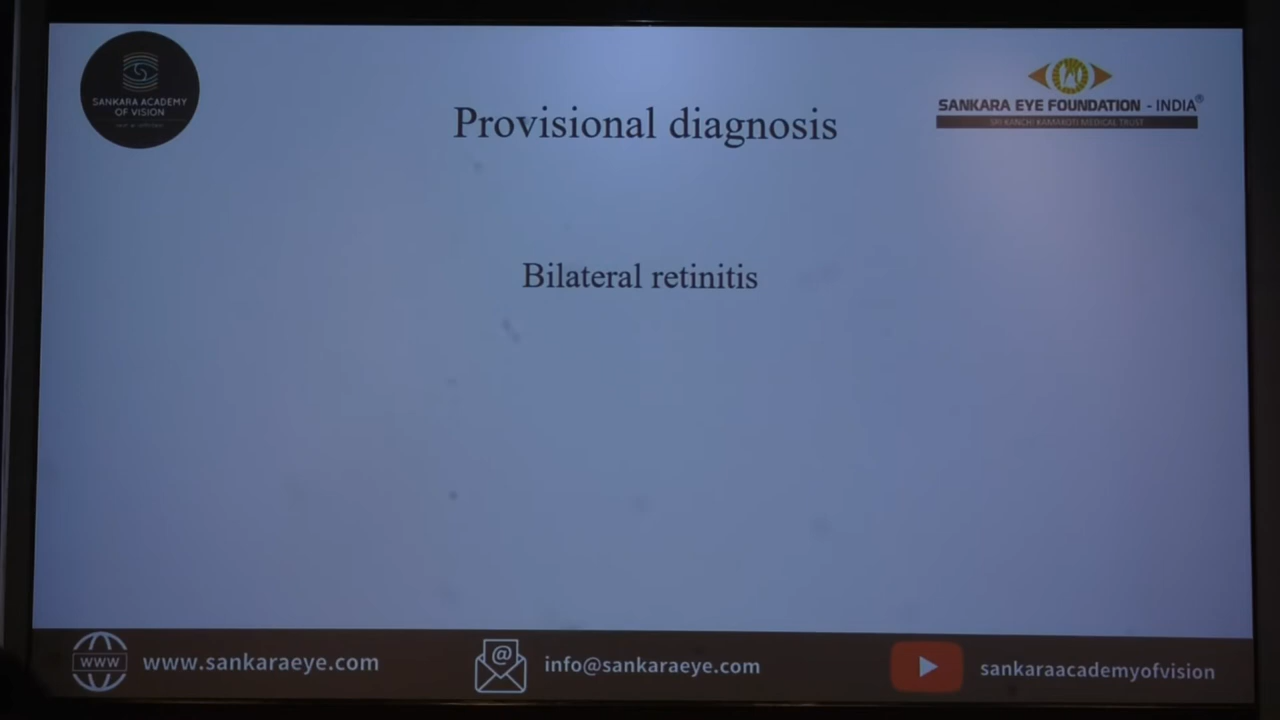 SANKARA ACADEMY
OF VISION
Provisional diagnosis
SANKARA EYE FOUNDATION - INDIA®
SRI KANCHI KAMAKOTI MEDICAL TRUST
Bilateral retinitis
www
www.sankaraeye.com
@
info@sankaraeye.com
sankaraacademyofvision